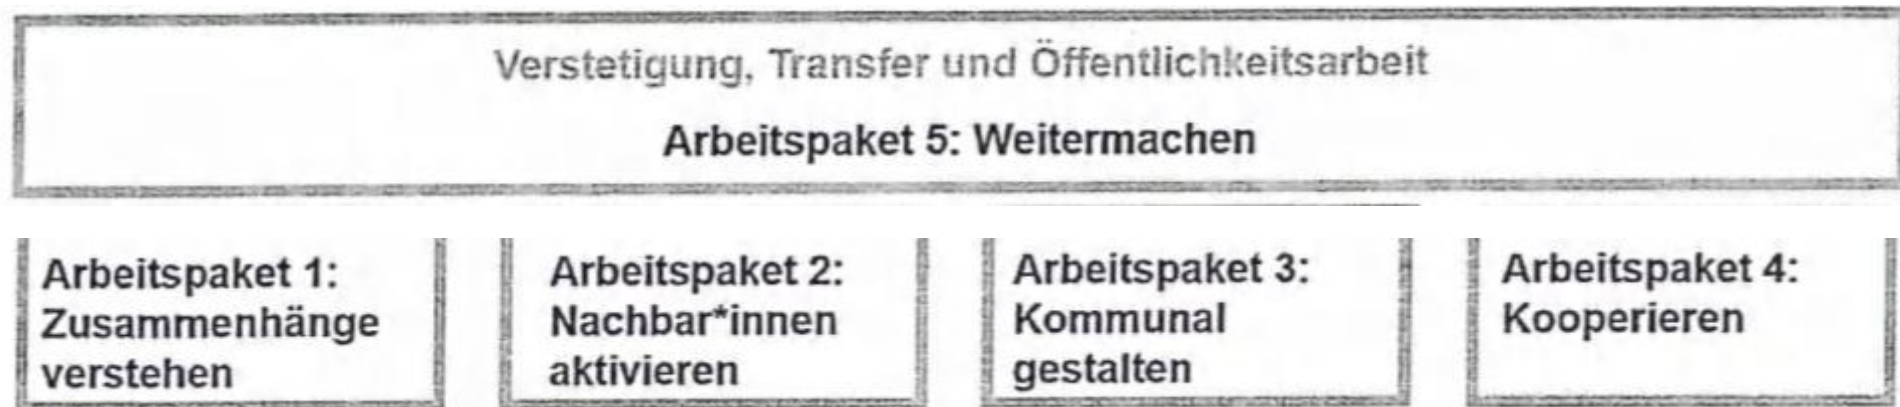 Verstetigung, Transfer und Öffentlichkeitsarbeit
Arbeitspaket 5: Weitermachen
Arbeitspaket 1:
Zusammenhänge
verstehen
Arbeitspaket 2:
Nachbar*innen
aktivieren
Arbeitspaket 3:
Kommunal
gestalten
Arbeitspaket 4:
Kooperieren